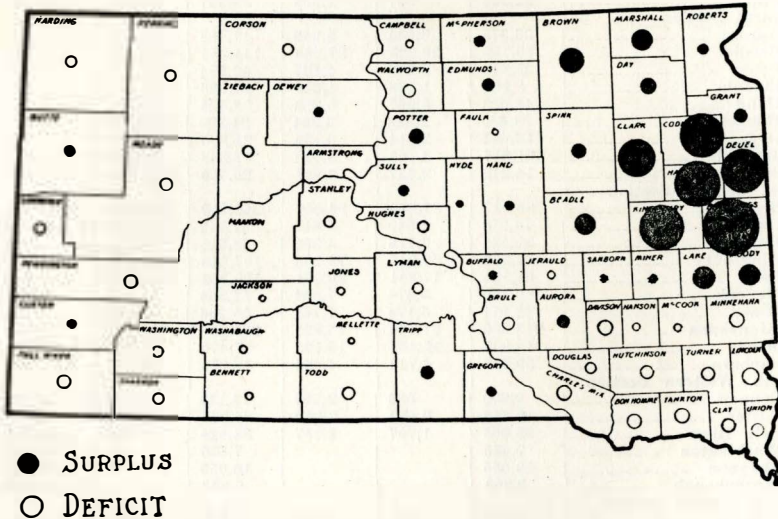 HARDING
CORSON
CAMPBELL
McPHERSON
BROWN
MARSHALL
ROBERTS
WALWORTH
EDMUNDS
DAY
ZIEBACH
DEWEY
GRANT
BUTTE
POTTER
FAULK
SPINK
CLARK
DEUEL
MEADE
ARMSTRONG
SULLY
HYDE
HAND
STANLEY
HUGHES
BEADLE
HAAKON
LYMAN
BUFFALO
JERAULD
SANBORN
MINER
LAKE
PENNINGTON
JONES
JACKSON
BRULE
AURORA
DAVISON
HANSON
McCOOK
MINNEHAHA
CUSTER
WASHINGTON
WASHABAUGH
MELLETTE
TRIPP
DOUGLAS
HUTCHINSON
TURNER
LINCOLN
FALL RIVER
SHANNON
BENNETT
TODD
GREGORY
CHARLES MIX
BON HOMME
YANKTON
CLAY
UNION
SURPLUS
DEFICIT